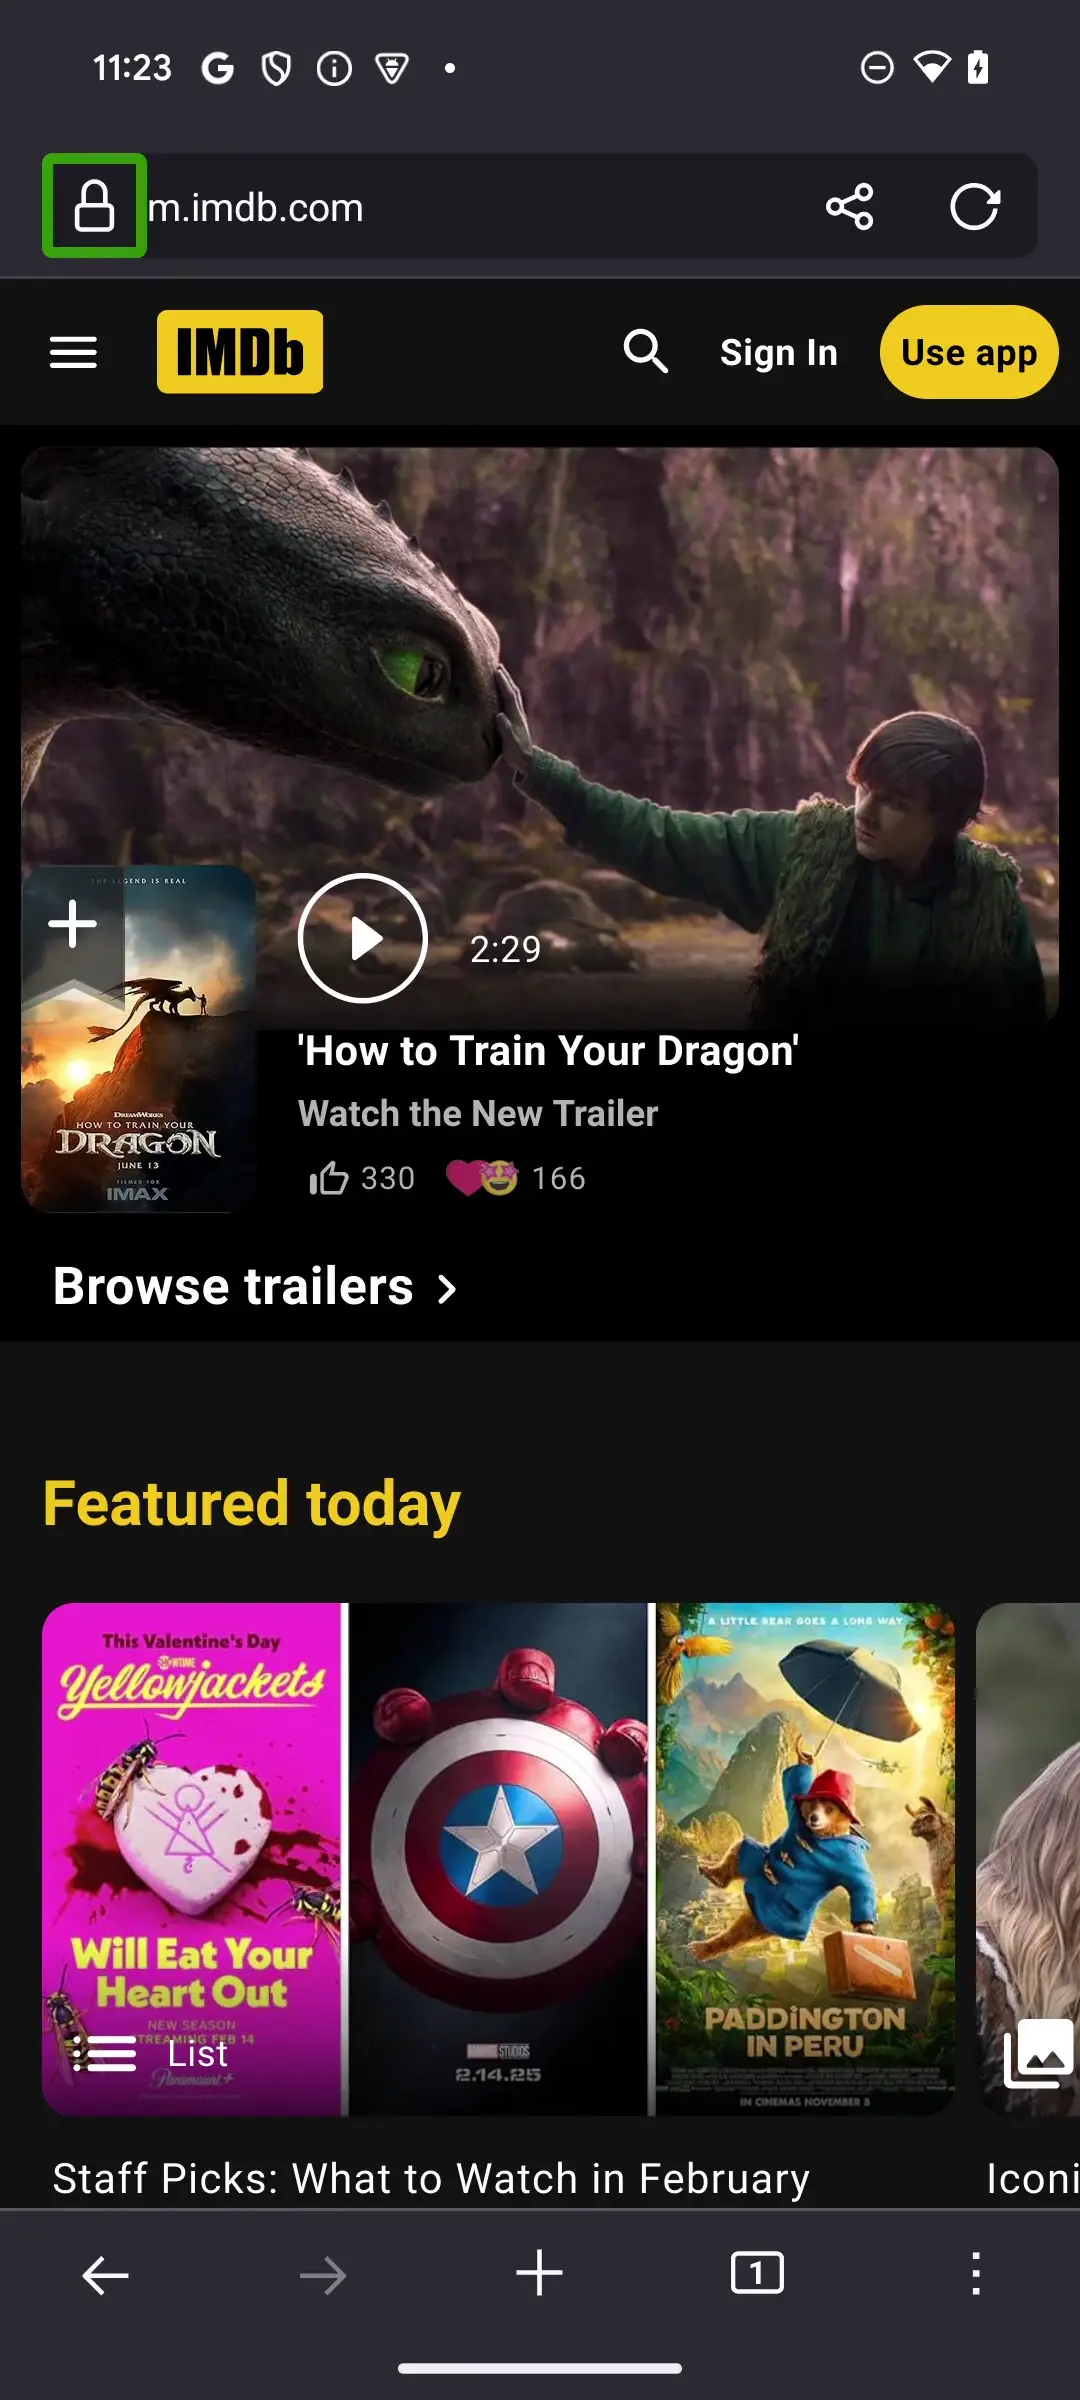 11:23
m.imdb.com
IMDb
Sign In
Use app
THE LEGEND IS REAL
2:29
'How to Train Your Dragon'
Watch the New Trailer
DREAMWORKS
HOW TO TRAIN YOUR
DRAGON
JUNE 13
FILMED FOR
IMAX
330
166
Browse trailers
Featured today
This Valentine's Day
SHOWTIME
Yellowjackets
Will Eat Your
Heart Out
NEW SEASON
STREAMING FEB 14
Paramount+
List
MARVEL STUDIOS
2.14.25
A LITTLE BEAR GOES A LONG WAY
PADDiNGTON
IN PERU
IN CINEMAS NOVEMBER 8
Staff Picks: What to Watch in February
Iconi
1